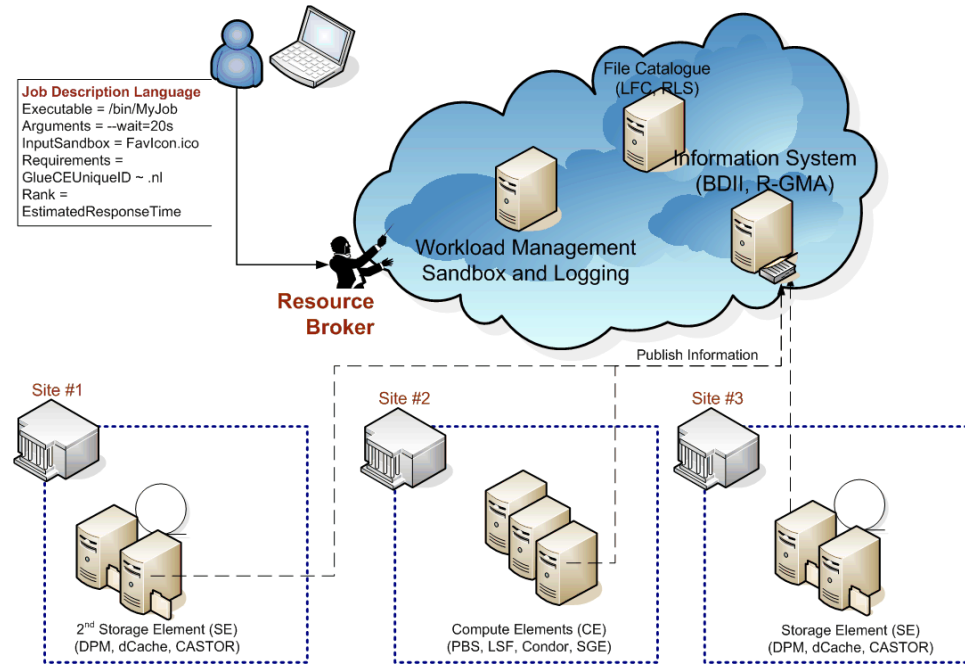 Job Description Language
Executable = /bin/MyJob
Arguments = --wait=20s
InputSandbox = FavIcon.ico
Requirements =
GlueCEUniqueID ~ .nl
Rank =
EstimatedResponseTime
File Catalogue
(LFC, RLS)
Information System
(BDII, R-GMA)
Workload Management
Sandbox and Logging
Resource
Broker
Publish Information
Site #1
Site #2
Site #3
2nd Storage Element (SE)
(DPM, dCache, CASTOR)
Compute Elements (CE)
(PBS, LSF, Condor, SGE)
Storage Element (SE)
(DPM, dCache, CASTOR)